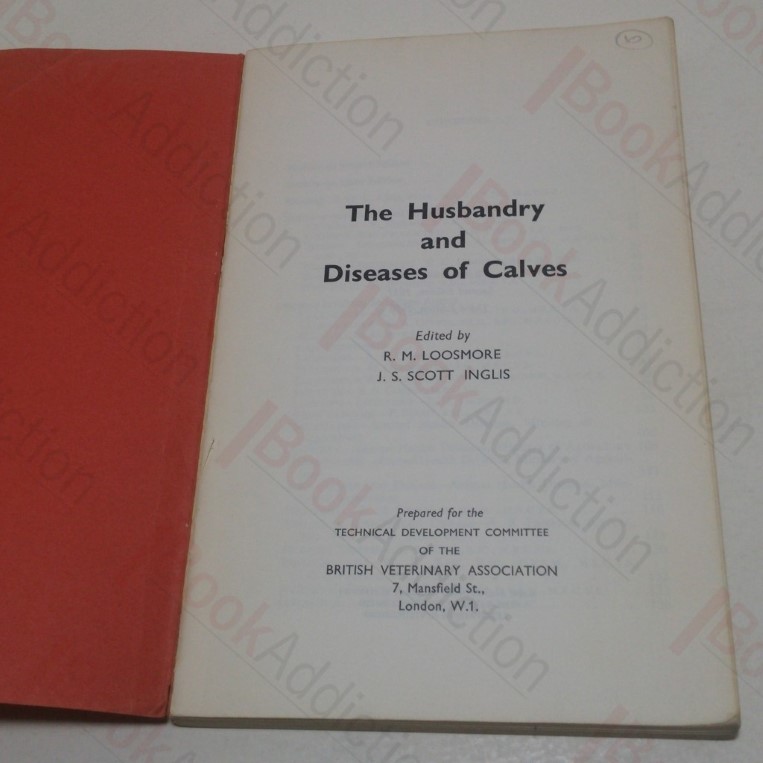 The Husbandry
and
Diseases of Calves
Edited by
R. M. LOOSMORE
J. S. SCOTT INGLIS
Prepared for the
TECHNICAL DEVELOPMENT COMMITTEE
OF THE
BRITISH VETERINARY ASSOCIATION
7, Mansfield St.,
London, W.1.
BookAddiction